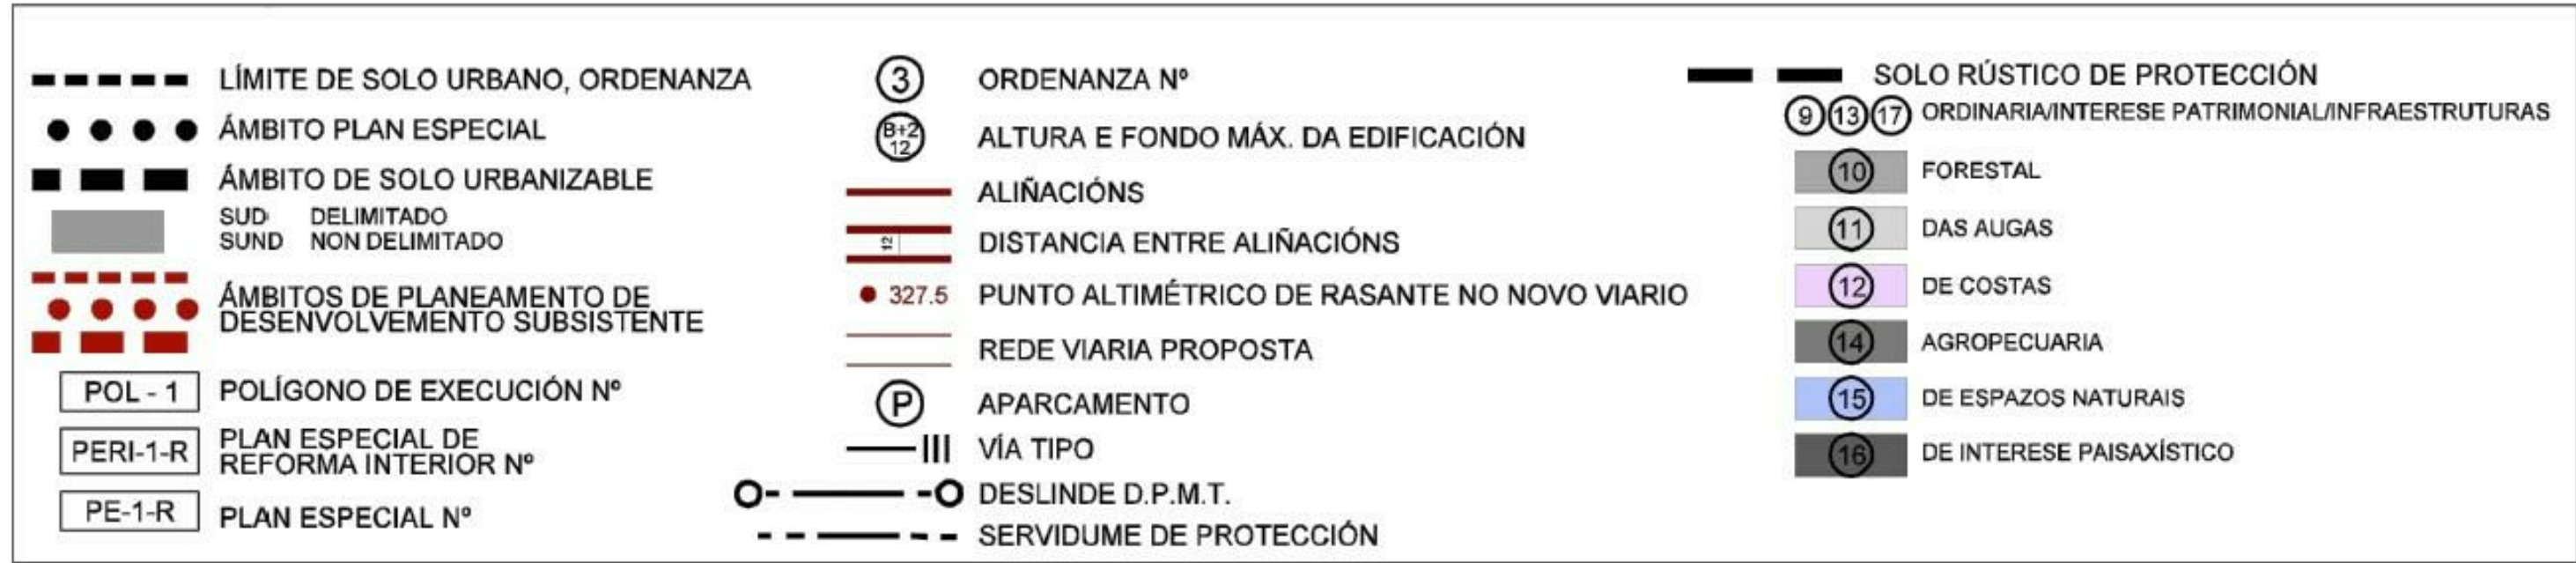 LÍMITE DE SOLO URBANO, ORDENANZA
ÁMBITO PLAN ESPECIAL
ÁMBITO DE SOLO URBANIZABLE
SUD DELIMITADO
SUND NON DELIMITADO
ÁMBITOS DE PLANEAMENTO DE
DESENVOLVEMENTO SUBSISTENTE
POL - 1 POLÍGONO DE EXECUCIÓN Nº
PERI-1-R PLAN ESPECIAL DE
REFORMA INTERIOR Nº
PE-1-R PLAN ESPECIAL Nº
3 ORDENANZA Nº
B+2
12
ALTURA E FONDO MÁX. DA EDIFICACIÓN
ALIÑACIÓNS
12 DISTANCIA ENTRE ALIÑACIÓNS
327.5 PUNTO ALTIMÉTRICO DE RASANTE NO NOVO VIARIO
REDE VIARIA PROPOSTA
P APARCAMENTO
VÍA TIPO
DESLINDE D.P.M.T.
SERVIDUME DE PROTECCIÓN
SOLO RÚSTICO DE PROTECCIÓN
9 13 17 ORDINARIA/INTERESE PATRIMONIAL/INFRAESTRUTURAS
10 FORESTAL
11 DAS AUGAS
12 DE COSTAS
14 AGROPECUARIA
15 DE ESPAZOS NATURAIS
16 DE INTERESE PAISAXÍSTICO